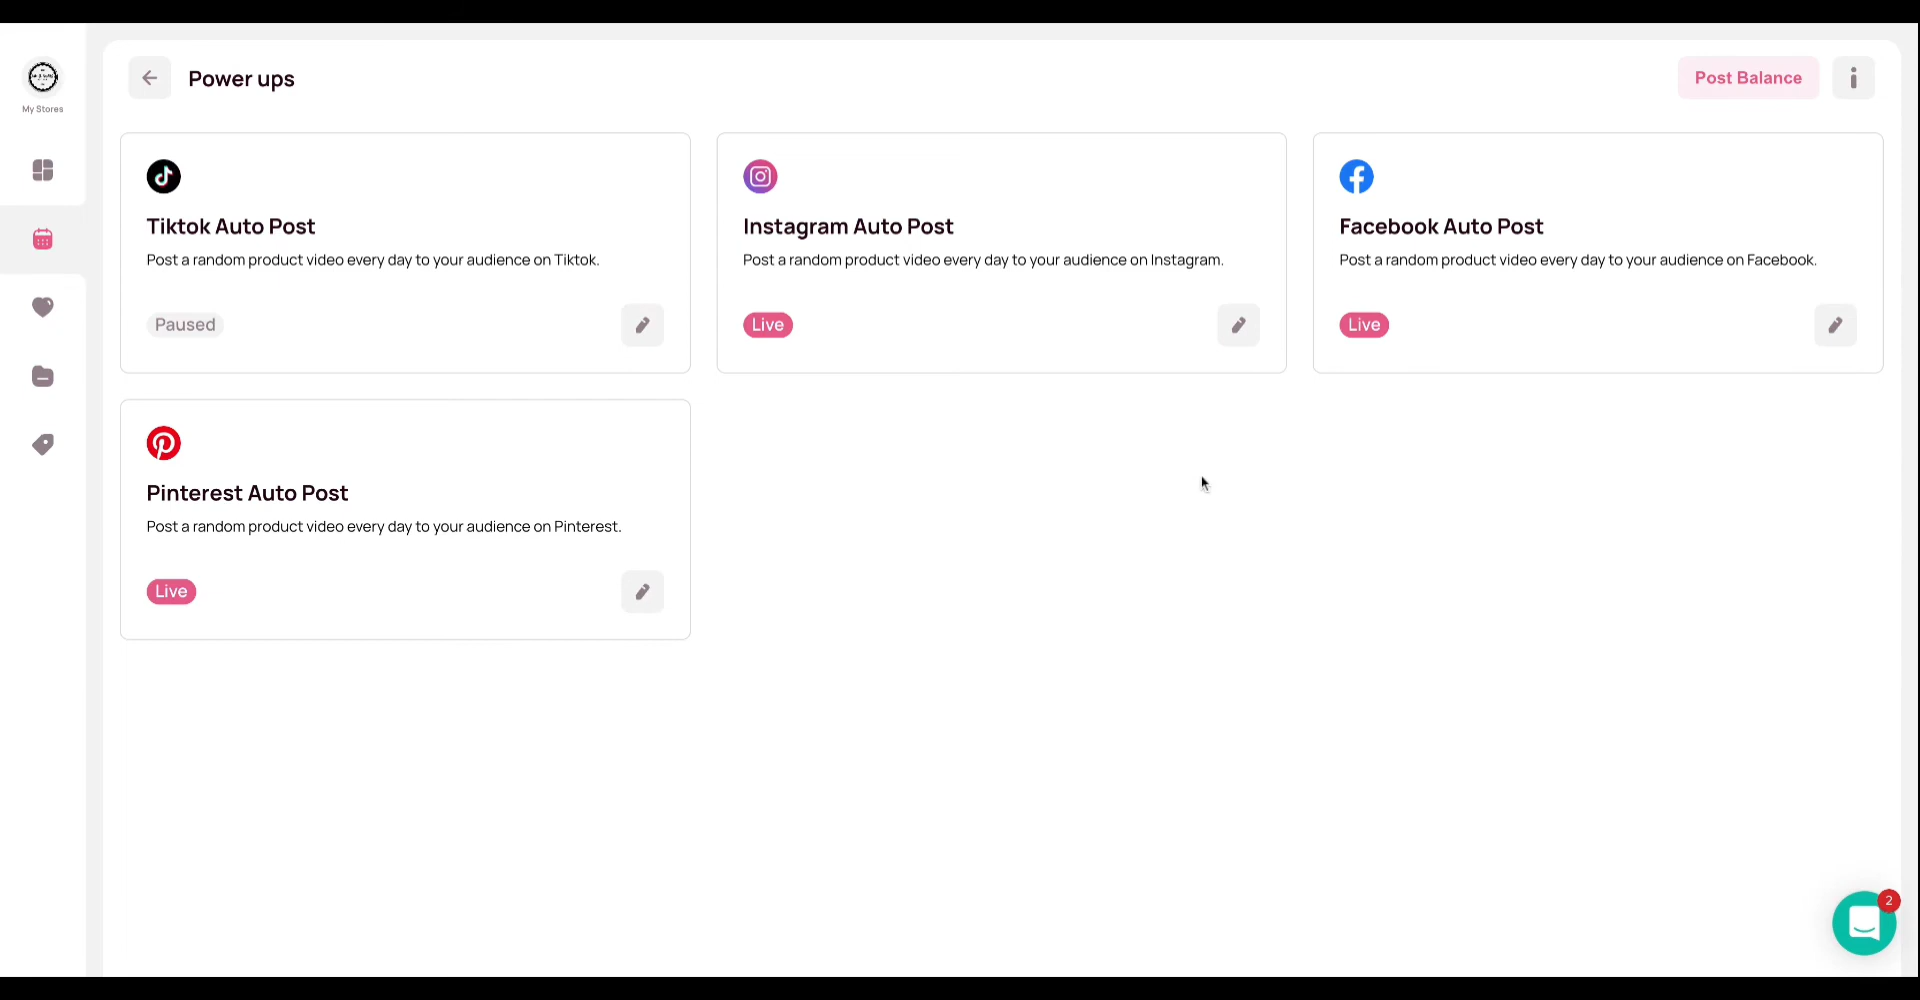 My Stores
Power ups
Post Balance
Tiktok Auto Post
Post a random product video every day to your audience on Tiktok.
Paused
Instagram Auto Post
Post a random product video every day to your audience on Instagram.
Live
Facebook Auto Post
Post a random product video every day to your audience on Facebook.
Live
Pinterest Auto Post
Post a random product video every day to your audience on Pinterest.
Live
2